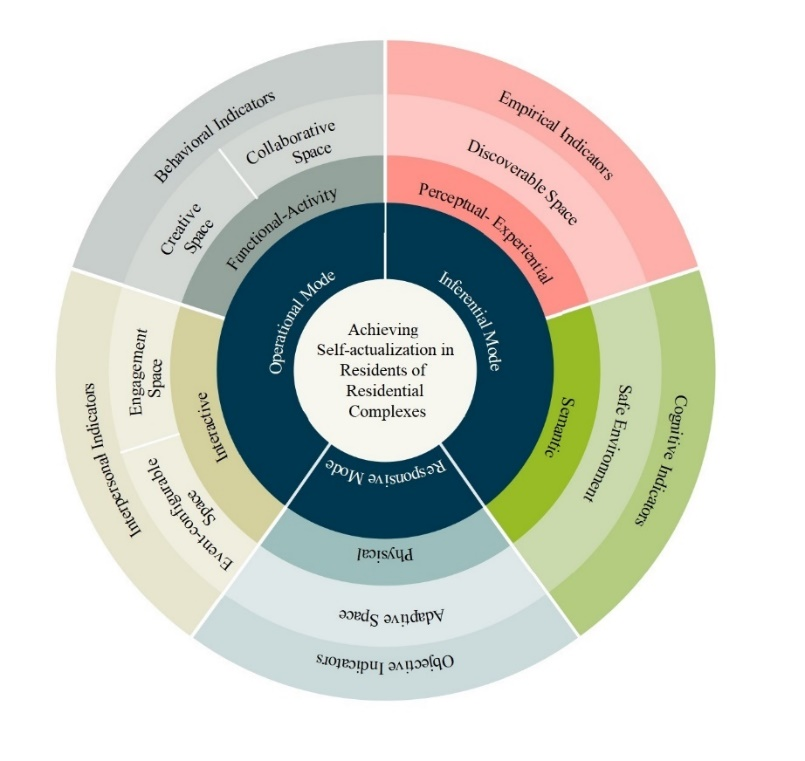 Achieving
Self-actualization in
Residents of
Residential
Complexes
Operational Mode
Inferential Mode
Responsive Mode
Functional-Activity
Perceptual- Experiential
Semantic
Physical
Interactive
Creative
Space
Collaborative
Space
Discoverable Space
Safe Environment
Adaptive Space
Event-configurable
Space
Engagement
Space
Behavioral Indicators
Empirical Indicators
Cognitive Indicators
Objective Indicators
Interpersonal Indicators